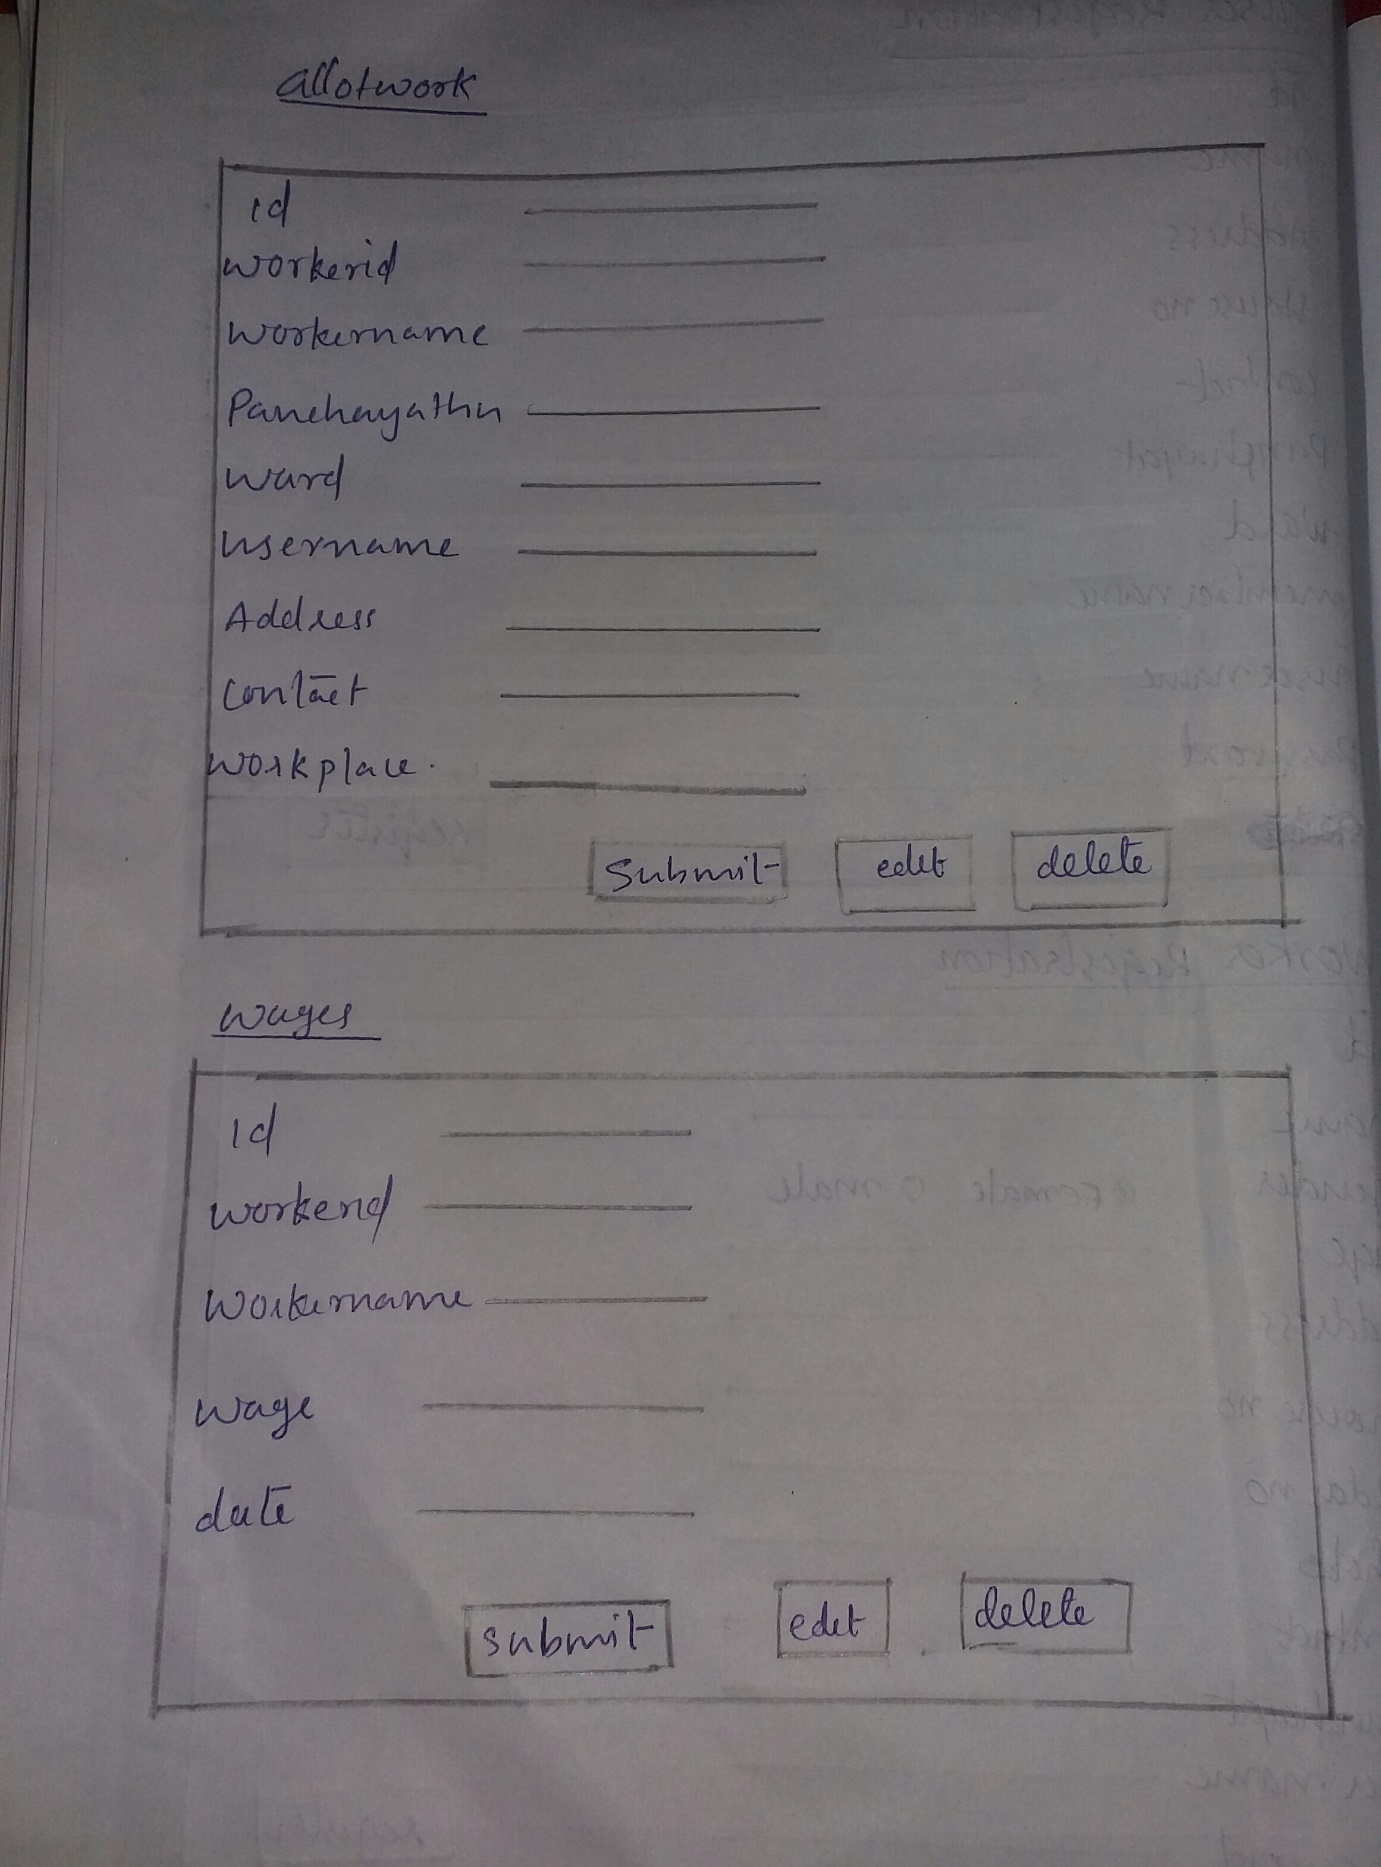 allotwork
id
workerid
workername
Panchayathu
ward
username
Address
contact
workplace.
submit edit delete
wages
id
workerid
workername
wage
date
submit edit delete